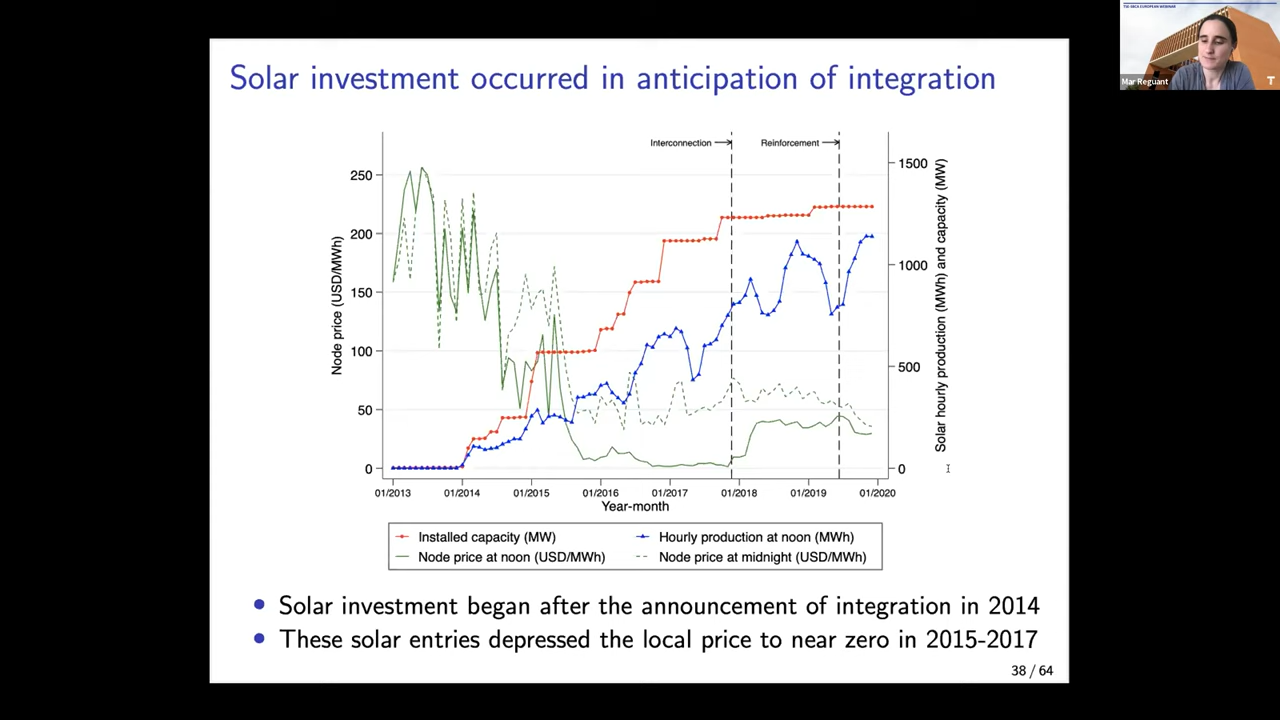 TSE-SBCA EUROPEAN WEBINAR
Mar Reguant
T
Solar investment occurred in anticipation of integration
Interconnection
Reinforcement
Node price (USD/MWh)
250
200
150
100
50
0
1500
1000
500
0
Solar hourly production (MWh) and capacity (MW)
01/2013 01/2014 01/2015 01/2016 01/2017 01/2018 01/2019 01/2020
Year-month
Installed capacity (MW) Hourly production at noon (MWh)
Node price at noon (USD/MWh) Node price at midnight (USD/MWh)
Solar investment began after the announcement of integration in 2014
These solar entries depressed the local price to near zero in 2015-2017
38 / 64